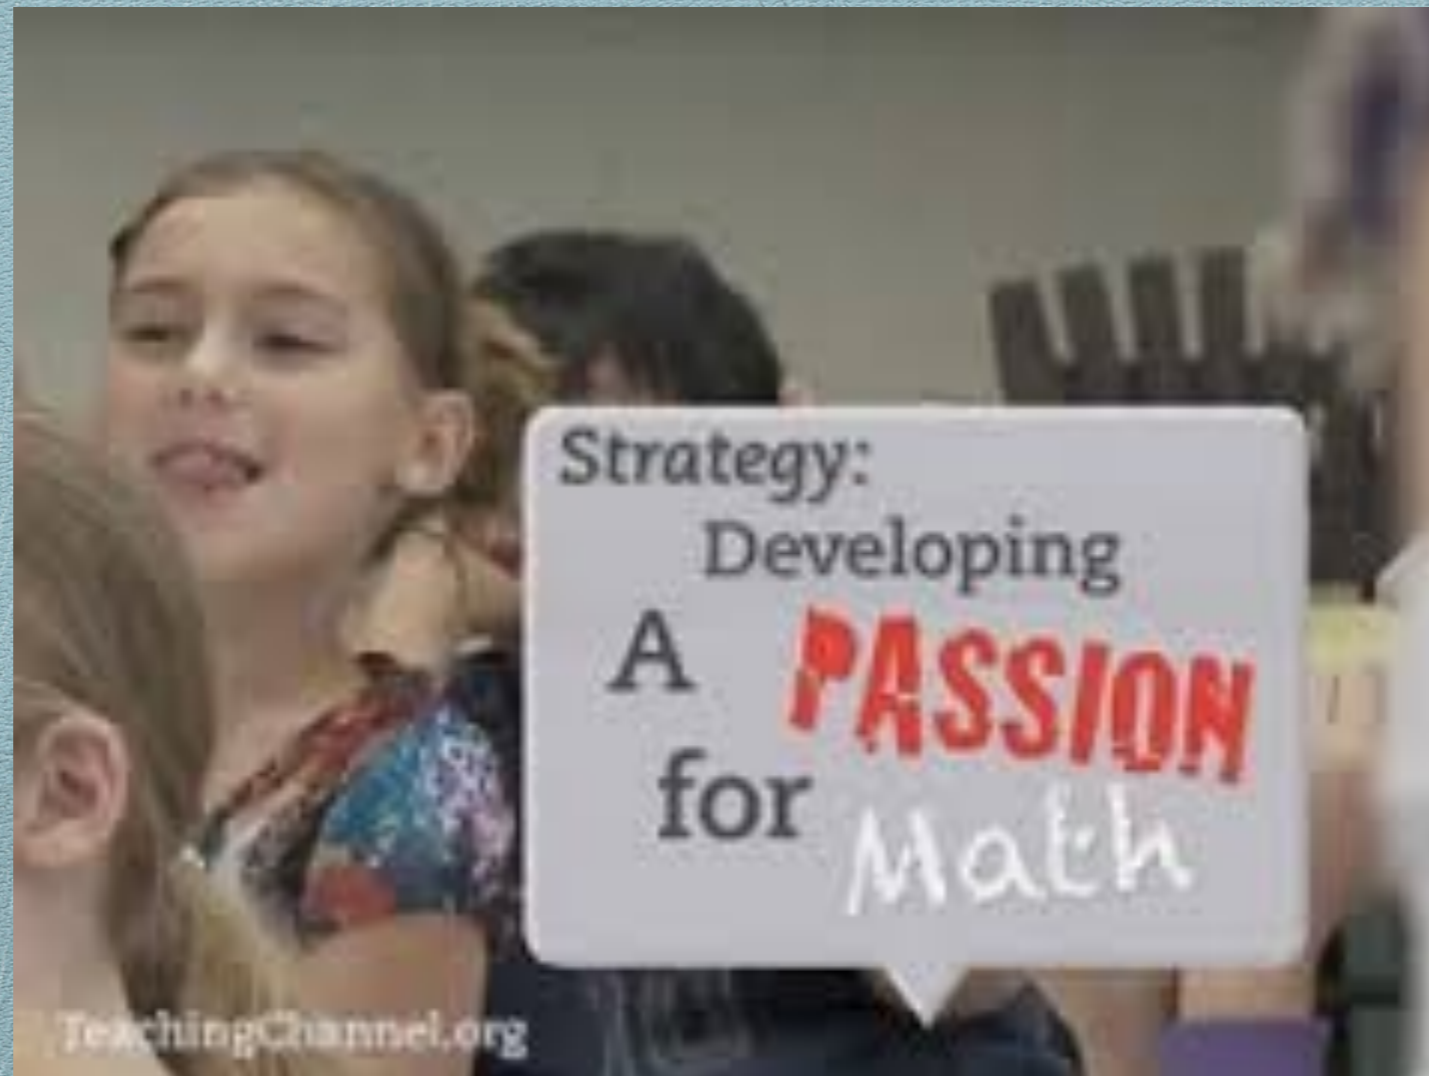 Strategy:
Developing
A PASSION
for Math
TeachingChannel.org